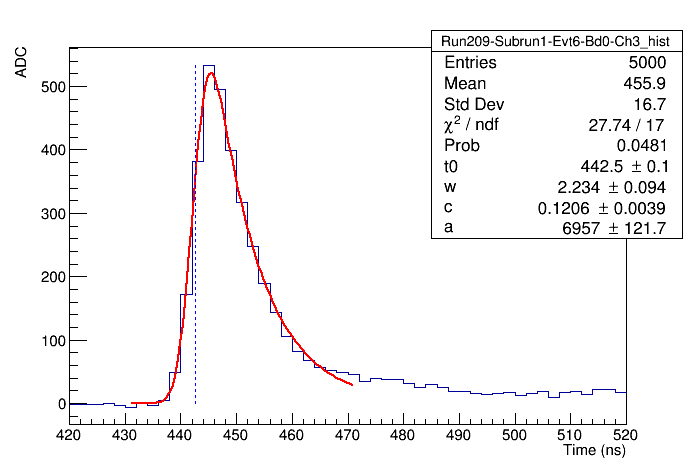 Run209-Subrun1-Evt6-Bd0-Ch3_hist
Entries 5000
Mean 455.9
Std Dev 16.7
χ² / ndf 27.74 / 17
Prob 0.0481
t0 442.5 ± 0.1
w 2.234 ± 0.094
c 0.1206 ± 0.0039
a 6957 ± 121.7
ADC
500
400
300
200
100
0
420 430 440 450 460 470 480 490 500 510 520
Time (ns)